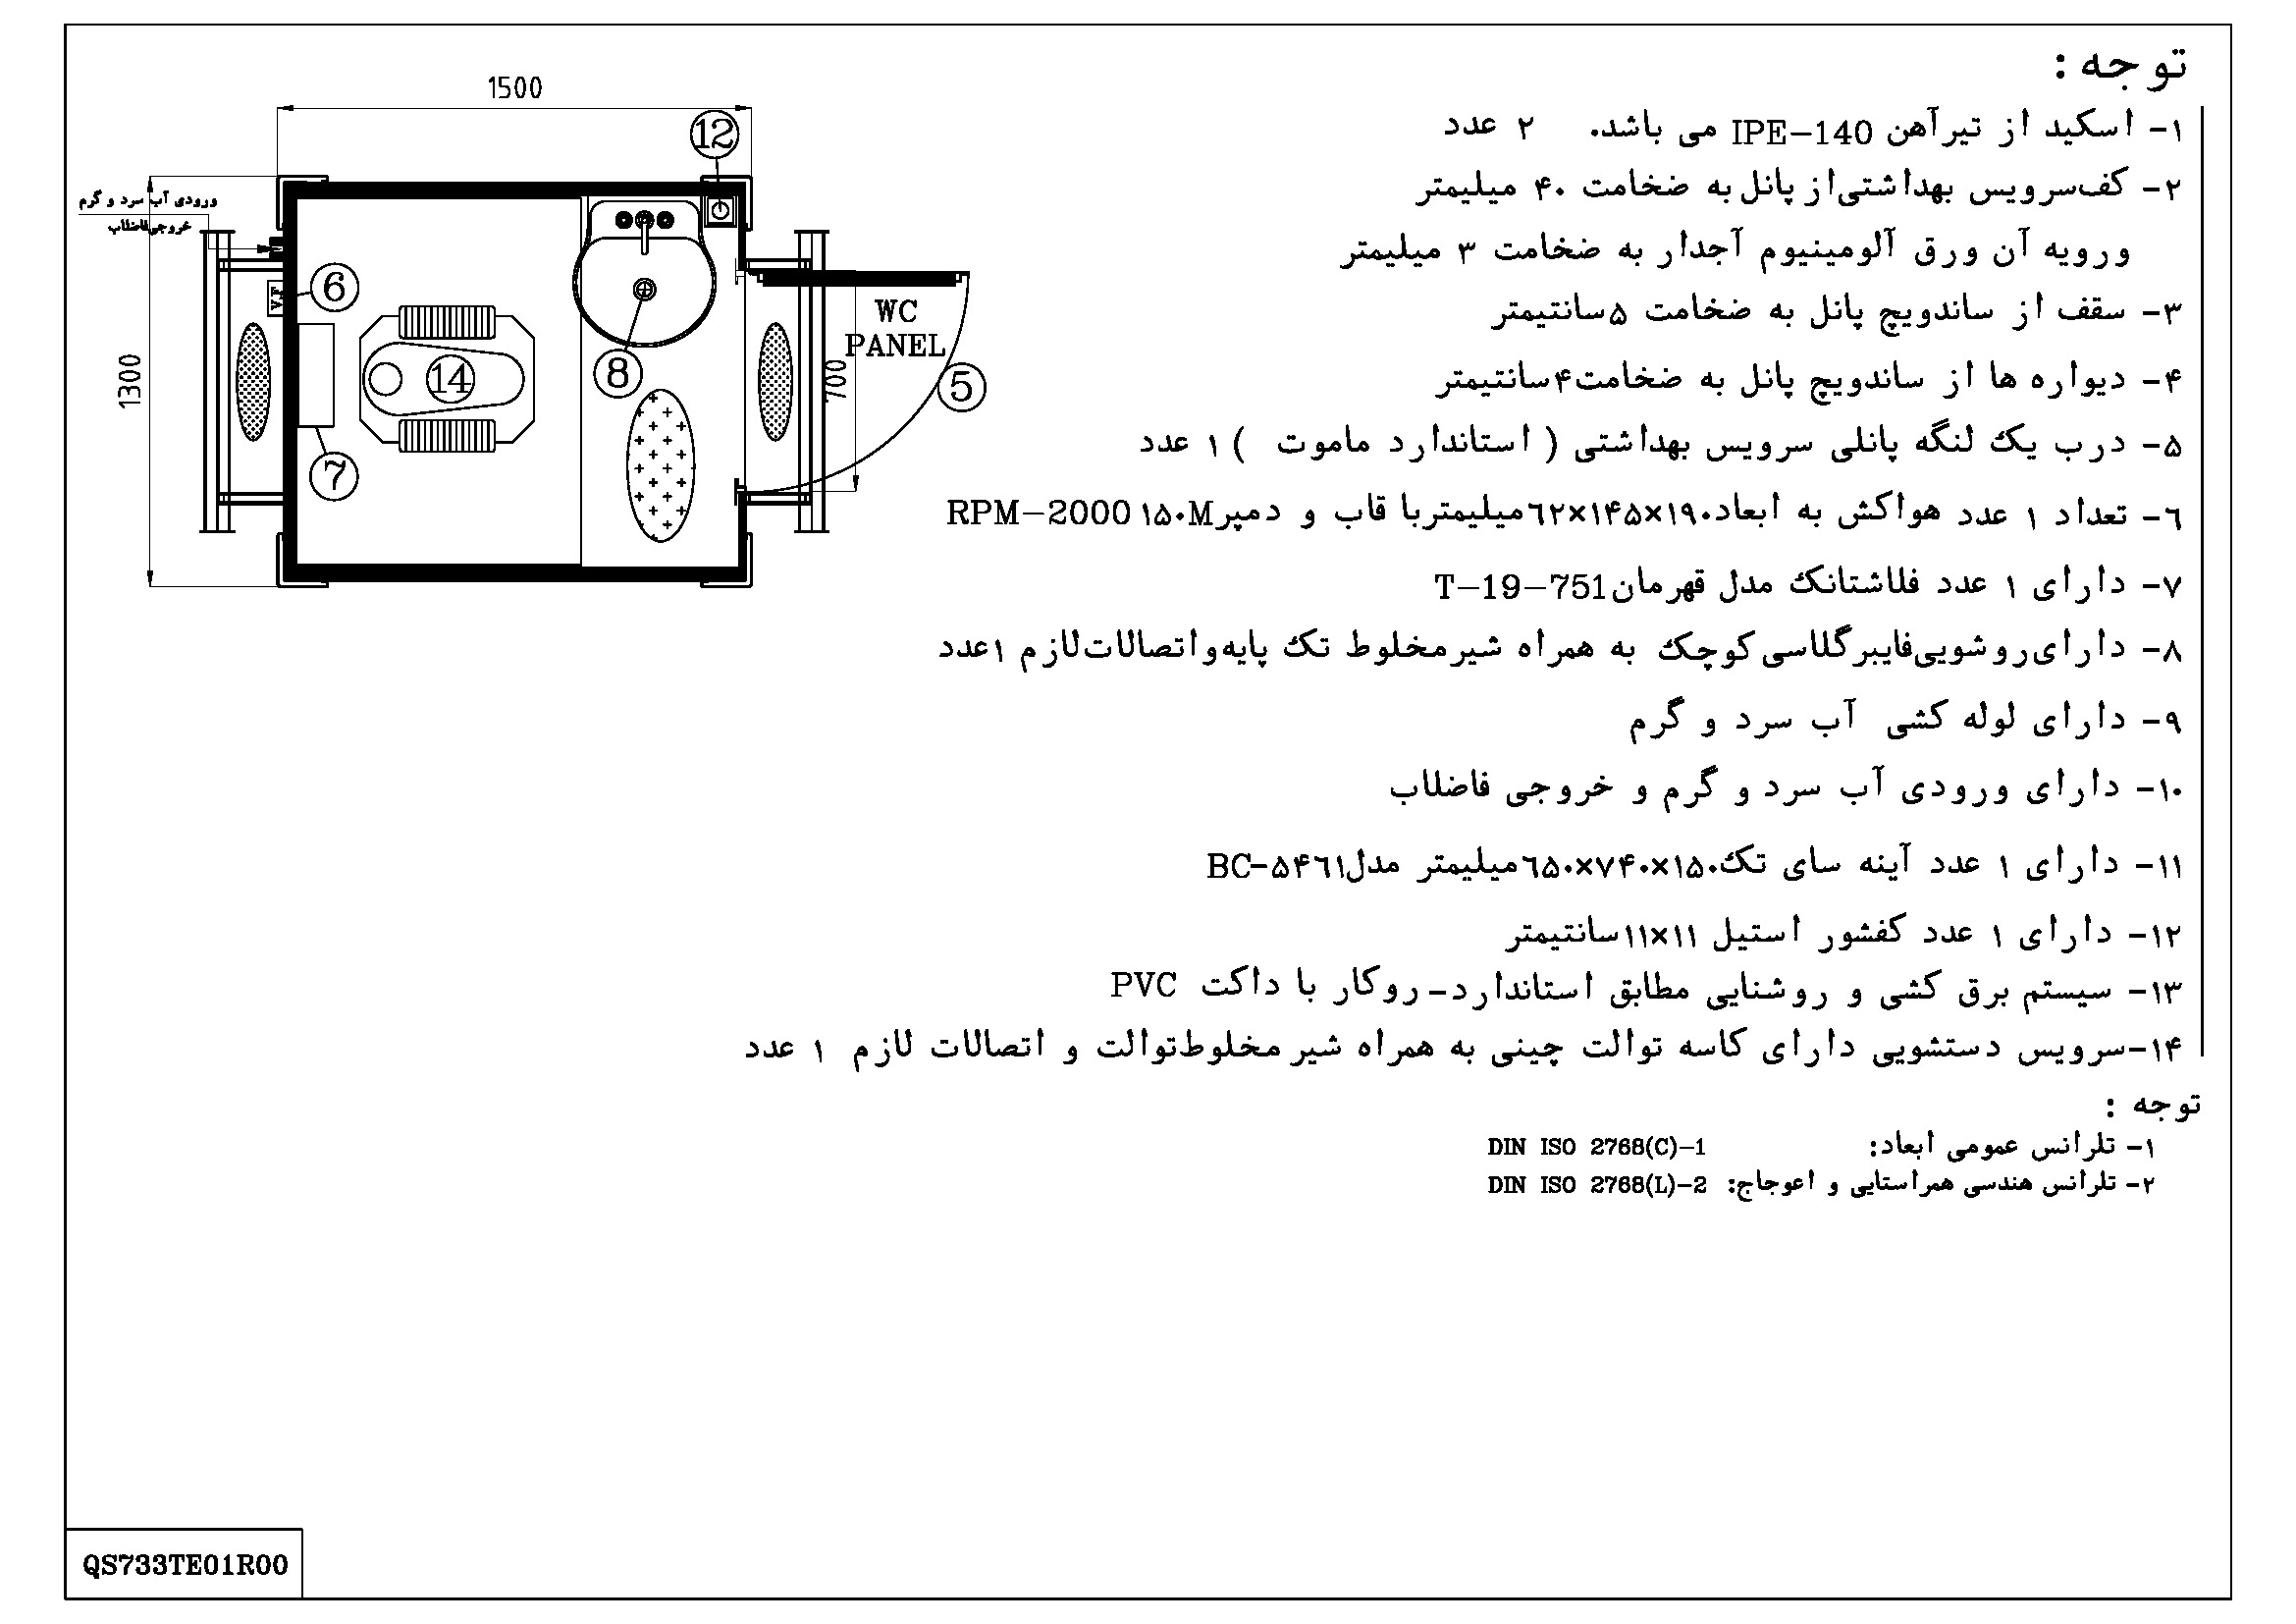 توجه :
۱- اسکید از تیرآهن IPE-140 می باشد. ۲ عدد
۲- کف سرویس بهداشتی از پانل به ضخامت ۴۰ میلیمتر
ورویه آن ورق آلومینیوم آجدار به ضخامت ۳ میلیمتر
۳- سقف از ساندویچ پانل به ضخامت ۵سانتیمتر
۴- دیواره ها از ساندویچ پانل به ضخامت۴سانتیمتر
۵- درب یک لنگه پانلی سرویس بهداشتی ( استاندارد ماموت ) ۱ عدد
۶- تعداد ۱ عدد هواکش به ابعاد۱۹۰×۱۴۵×۶۲میلیمتربا قاب و دمپرRPM-2000 ۱۵۰M
۷- دارای ۱ عدد فلاشتانک مدل قهرمانT-19-751
۸- دارای روشویی فایبرگلاسی کوچک به همراه شیرمخلوط تک پایه واتصالات لازم ۱عدد
۹- دارای لوله کشی آب سرد و گرم
۱۰- دارای ورودی آب سرد و گرم و خروجی فاضلاب
۱۱- دارای ۱ عدد آینه سای تک۱۵۰×۷۴۰×۶۵۰میلیمتر مدلBC-۵۴۶۱
۱۲- دارای ۱ عدد کفشور استیل ۱۱×۱۱سانتیمتر
۱۳- سیستم برق کشی و روشنایی مطابق استاندارد-روکار با داکت PVC
۱۴-سرویس دستشویی دارای کاسه توالت چینی به همراه شیر مخلوط توالت و اتصالات لازم ۱ عدد
توجه :
۱- تلرانس عمومی ابعاد: DIN ISO 2768(C)-1
۲- تلرانس هندسی همراستایی و اعوجاج: DIN ISO 2768(L)-2
1500
12
ورودی آب سرد و گرم
خروجی فاضلاب
6
V.F
WC
PANEL
1300
14
8
700
5
7
QS733TE01R00